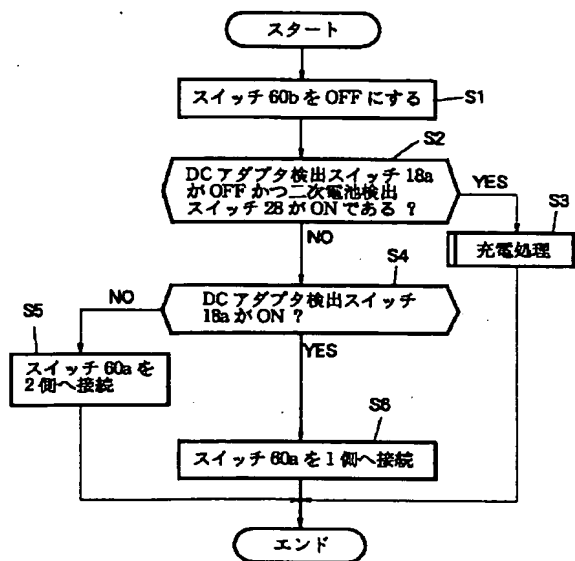 スタート
スイッチ 60b を OFF にする
S1
S2
DC アダプタ検出スイッチ 18a
が OFF かつ二次電池検出
スイッチ 28 が ON である ?
YES
S3
充電処理
NO
S4
DC アダプタ検出スイッチ
18a が ON ?
NO
S5
スイッチ 60a を
2 側へ接続
YES
S6
スイッチ 60a を 1 側へ接続
エンド